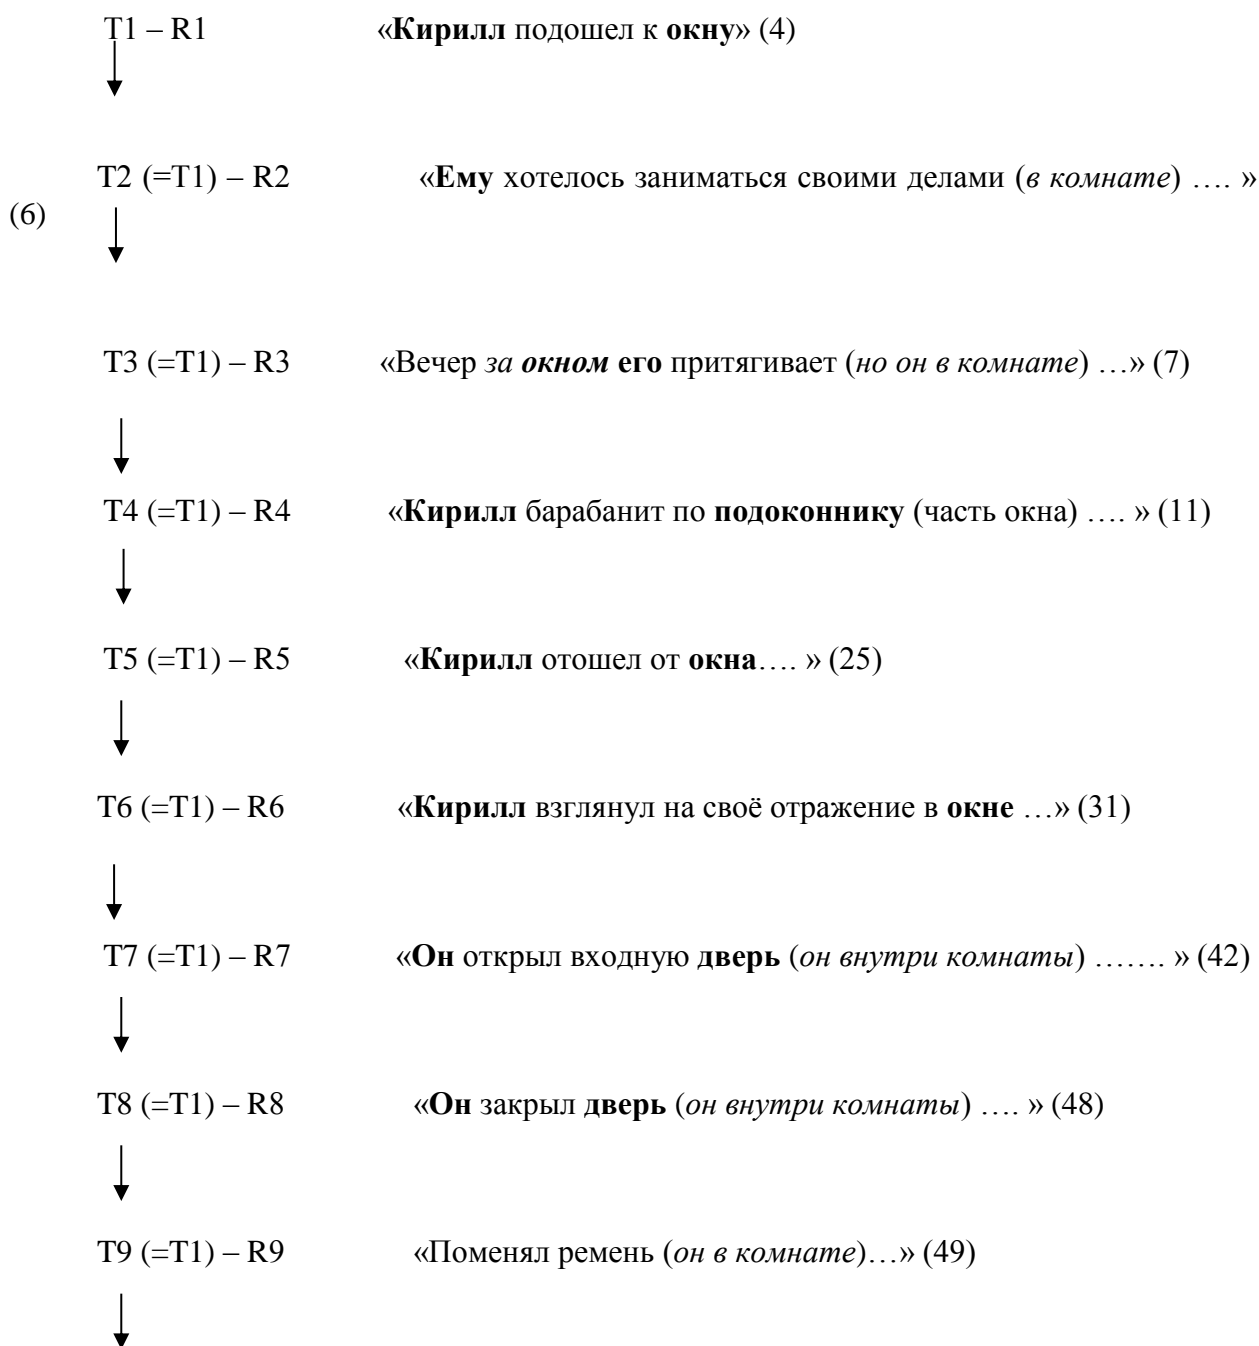 T1 – R1 «Кирилл подошел к окну» (4)
T2 (=T1) – R2 «Ему хотелось заниматься своими делами (в комнате) …. »
(6)
T3 (=T1) – R3 «Вечер за окном его притягивает (но он в комнате) …» (7)
T4 (=T1) – R4 «Кирилл барабанит по подоконнику (часть окна) …. » (11)
T5 (=T1) – R5 «Кирилл отошел от окна…. » (25)
T6 (=T1) – R6 «Кирилл взглянул на своё отражение в окне …» (31)
T7 (=T1) – R7 «Он открыл входную дверь (он внутри комнаты) ……. » (42)
T8 (=T1) – R8 «Он закрыл дверь (он внутри комнаты) …. » (48)
T9 (=T1) – R9 «Поменял ремень (он в комнате)…» (49)